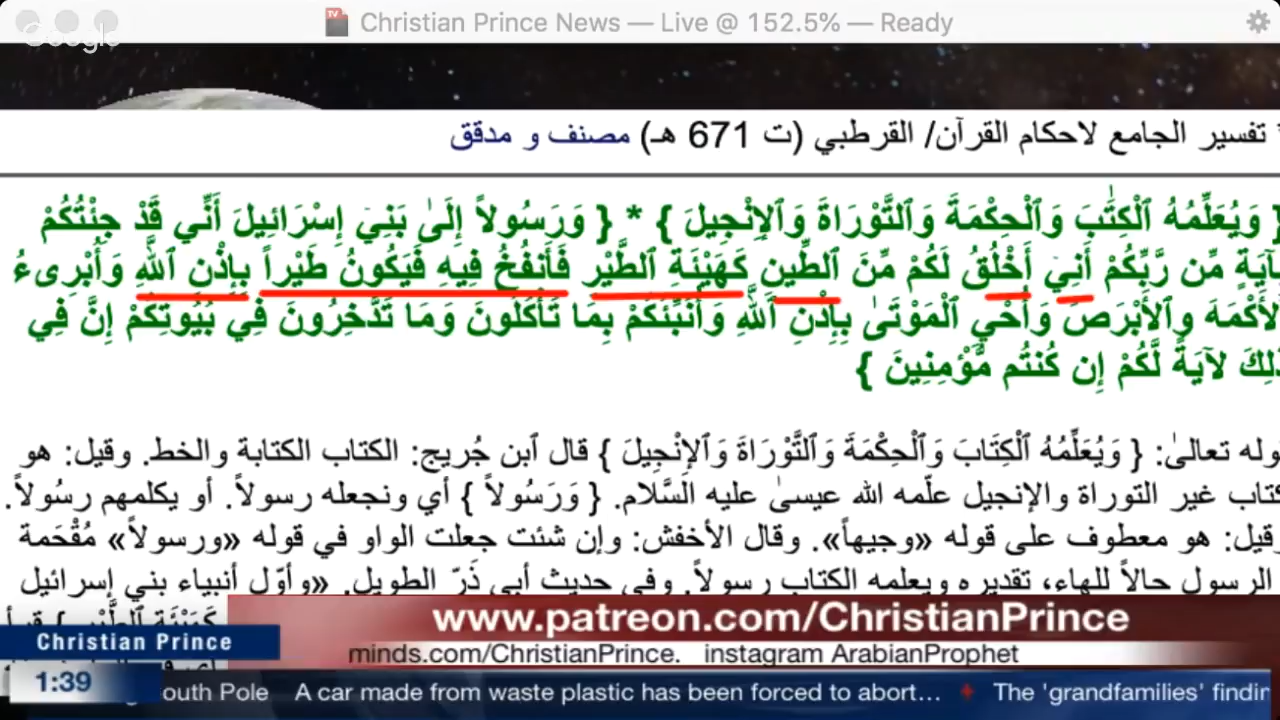 Christian Prince News — Live @ 152.5% — Ready
Google
تفسير الجامع لاحكام القرآن/ القرطبي (ت 671 هـ) مصنف و مدقق
{ وَيُعَلِّمُهُ ٱلْكِتَٰبَ وَٱلْحِكْمَةَ وَٱلتَّوْرَاةَ وَٱلإِنْجِيلَ } * { وَرَسُولاً إِلَىٰ بَنِيۤ إِسْرَائِيلَ أَنِّي قَدْ جِئْتُكُمْ
بِآيَةٍ مِّن رَّبِّكُمْ أَنِيۤ أَخْلُقُ لَكُمْ مِّنَ ٱلطِّينِ كَهَيْئَةِ ٱلطَّيْرِ فَأَنفُخُ فِيهِ فَيَكُونُ طَيْراً بِإِذْنِ ٱللَّهِ وَأُبْرِىءُ
ٱلأَكْمَهَ وٱلأَبْرَصَ وَأُحْيِ ٱلْمَوْتَىٰ بِإِذْنِ ٱللَّهِ وَأُنَبِّئُكُمْ بِمَا تَأْكُلُونَ وَمَا تَدَّخِرُونَ فِي بُيُوتِكُمْ إِنَّ فِي
ذٰلِكَ لآيَةً لَّكُمْ إِن كُنتُم مُّؤْمِنِينَ }
قوله تعالىٰ: { وَيُعَلِّمُهُ ٱلْكِتَابَ وَٱلْحِكْمَةَ وَٱلتَّوْرَاةَ وَٱلإِنْجِيلَ } قال ٱبن جُريج: الكتاب الكتابة والخط. وقيل: هو
كتاب غير التوراة والإنجيل علّمه الله عيسىٰ عليه السَّلام. { وَرَسُولاً } أي ونجعله رسولاً. أو يكلمهم رسُولاً.
وقيل: هو معطوف على قوله «وجيهاً». وقال الأخفش: وإن شئت جعلت الواو في قوله «ورسولاً» مُقْحَمة
الرسول حالاً للهاء، تقديره ويعلمه الكتاب رسولاً. وفي حديث أبي ذَرّ الطويل. «وأوّل أنبياء بني إسرائيل
كَهَيْئَةِ ٱلطَّيْرِ }
www.patreon.com/ChristianPrince
Christian Prince
minds.com/ChristianPrince. instagram ArabianProphet
1:39
outh Pole A car made from waste plastic has been forced to abort... The 'grandfamilies' findin